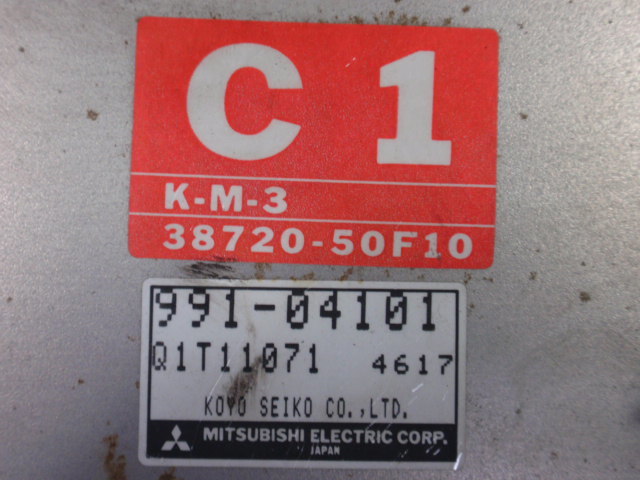 C 1
K-M-3
38720-50F10
991-04101
Q1T11071 4617
KOYO SEIKO CO.,LTD.
MITSUBISHI ELECTRIC CORP.
JAPAN